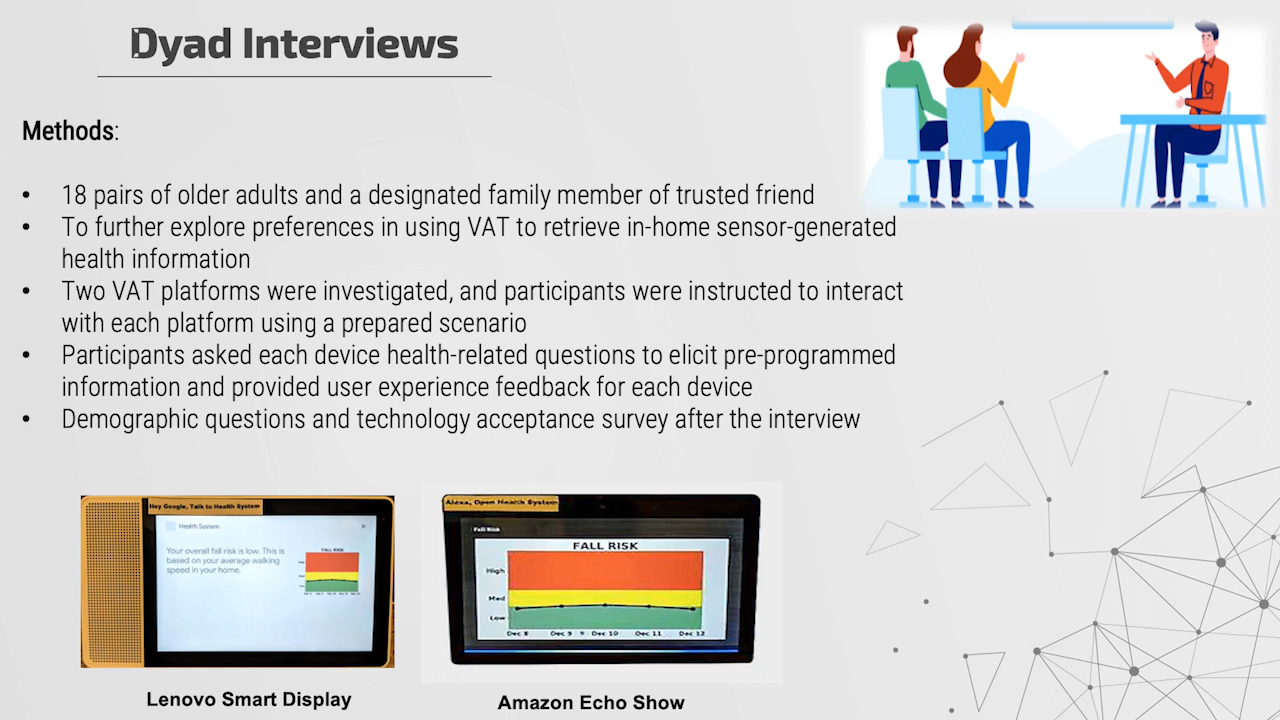 Dyad Interviews
Methods:
• 18 pairs of older adults and a designated family member of trusted friend
• To further explore preferences in using VAT to retrieve in-home sensor-generated
health information
• Two VAT platforms were investigated, and participants were instructed to interact
with each platform using a prepared scenario
• Participants asked each device health-related questions to elicit pre-programmed
information and provided user experience feedback for each device
• Demographic questions and technology acceptance survey after the interview
Hey Google, Talk to Health System
Health System
Your overall fall risk is low. This is
based on your average walking
speed in your home.
FALL RISK
Lenovo Smart Display
Alexa, Open Health System
Fall Risk
FALL RISK
High
Med
Low
Dec 8 Dec 9 Dec 10 Dec 11 Dec 12
Amazon Echo Show